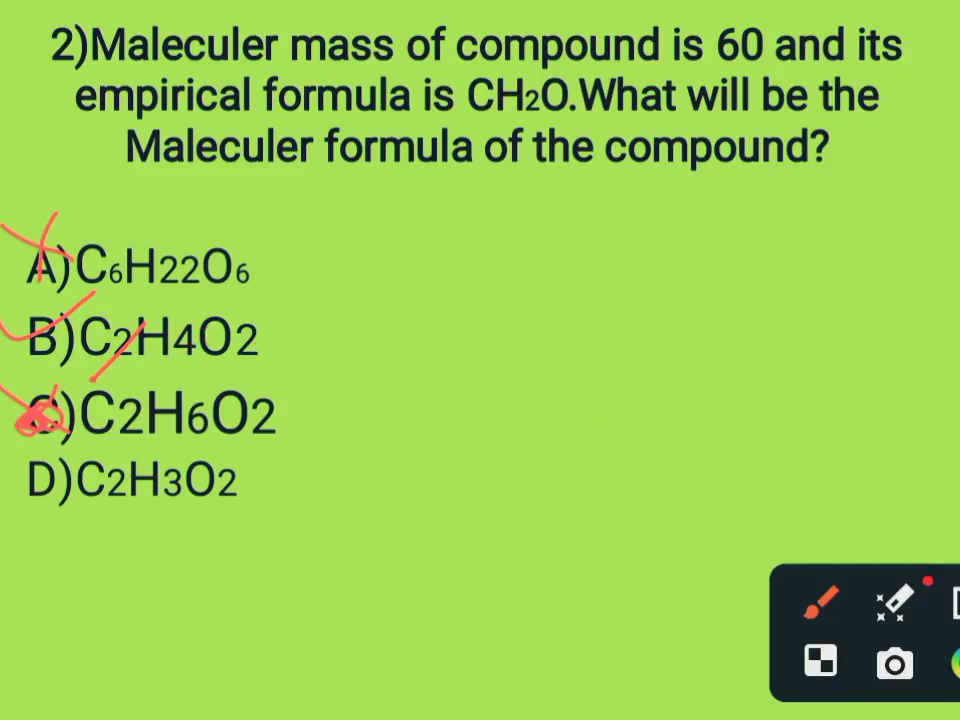 2)Maleculer mass of compound is 60 and its
empirical formula is CH₂O.What will be the
Maleculer formula of the compound?
A)C₆H22O₆
B)C2H4O2
C)C2H6O2
D)C2H3O2